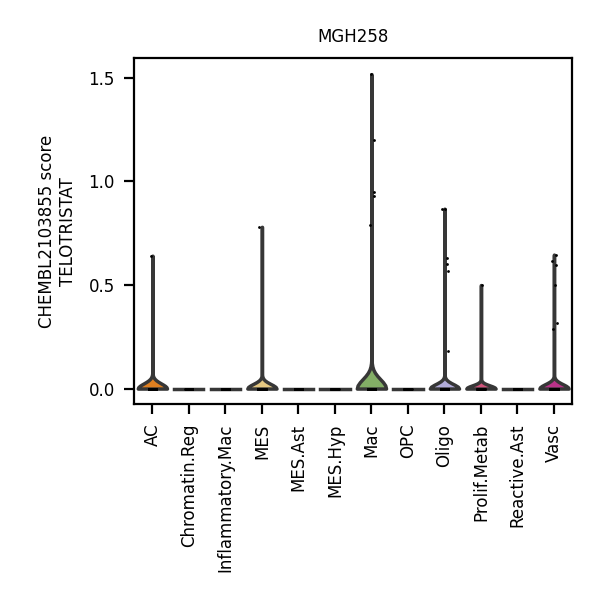 MGH258
CHEMBL2103855 score
TELOTRISTAT
1.5
1.0
0.5
0.0
AC
Chromatin.Reg
Inflammatory.Mac
MES
MES.Ast
MES.Hyp
Mac
OPC
Oligo
Prolif.Metab
Reactive.Ast
Vasc